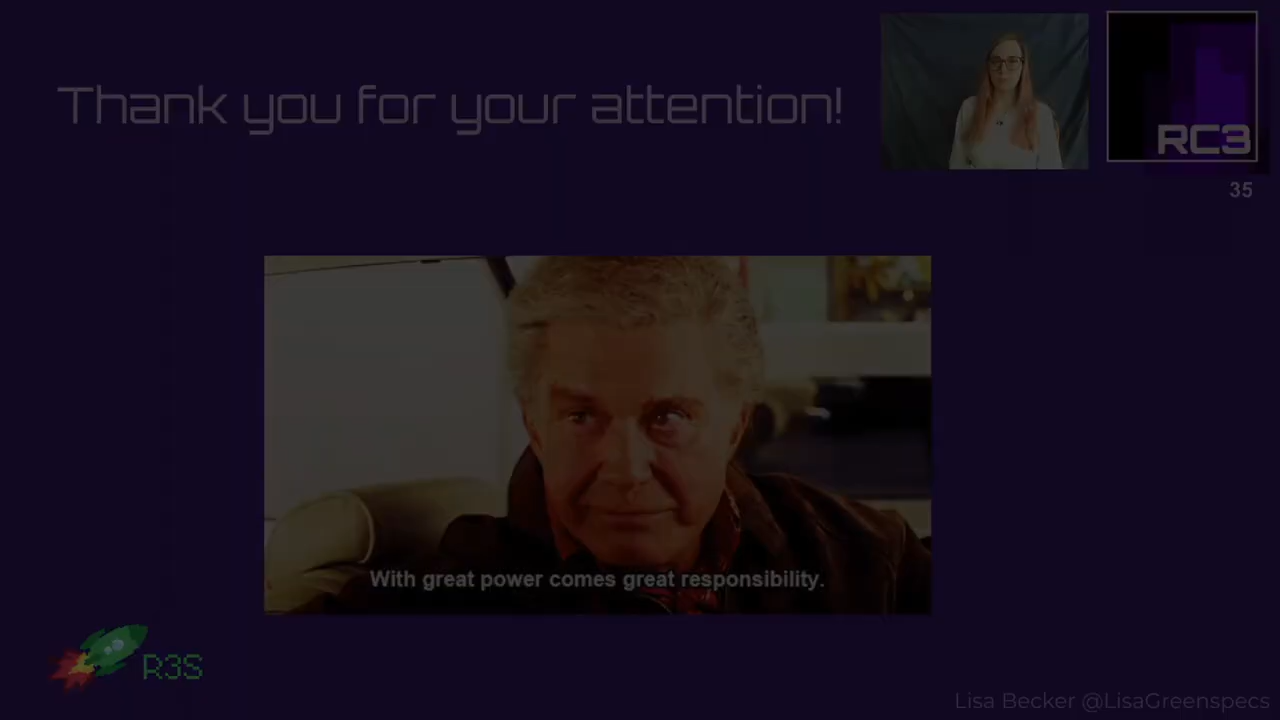 Thank you for your attention!
RC3
35
With great power comes great responsibility.
R3S
Lisa Becker @LisaGreenspecs